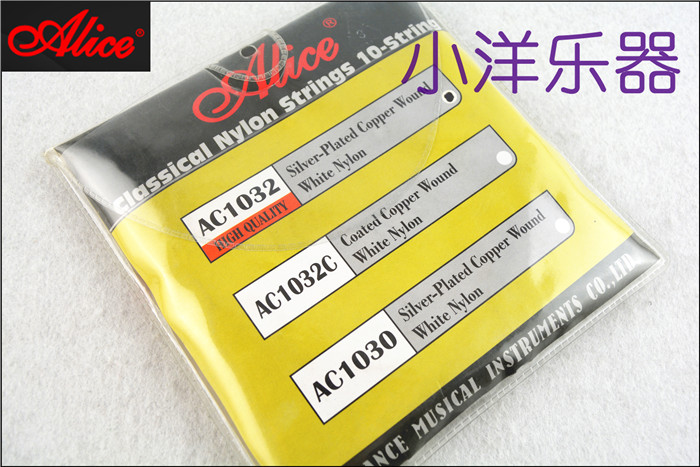 Alice®
小洋乐器
Alice®
Classical Nylon Strings 10-String
AC1032
HIGH QUALITY
Silver-Plated Copper Wound
White Nylon
AC1032C
Coated Copper Wound
White Nylon
AC1030
Silver-Plated Copper Wound
White Nylon
MUSICAL INSTRUMENTS CO.,LTD